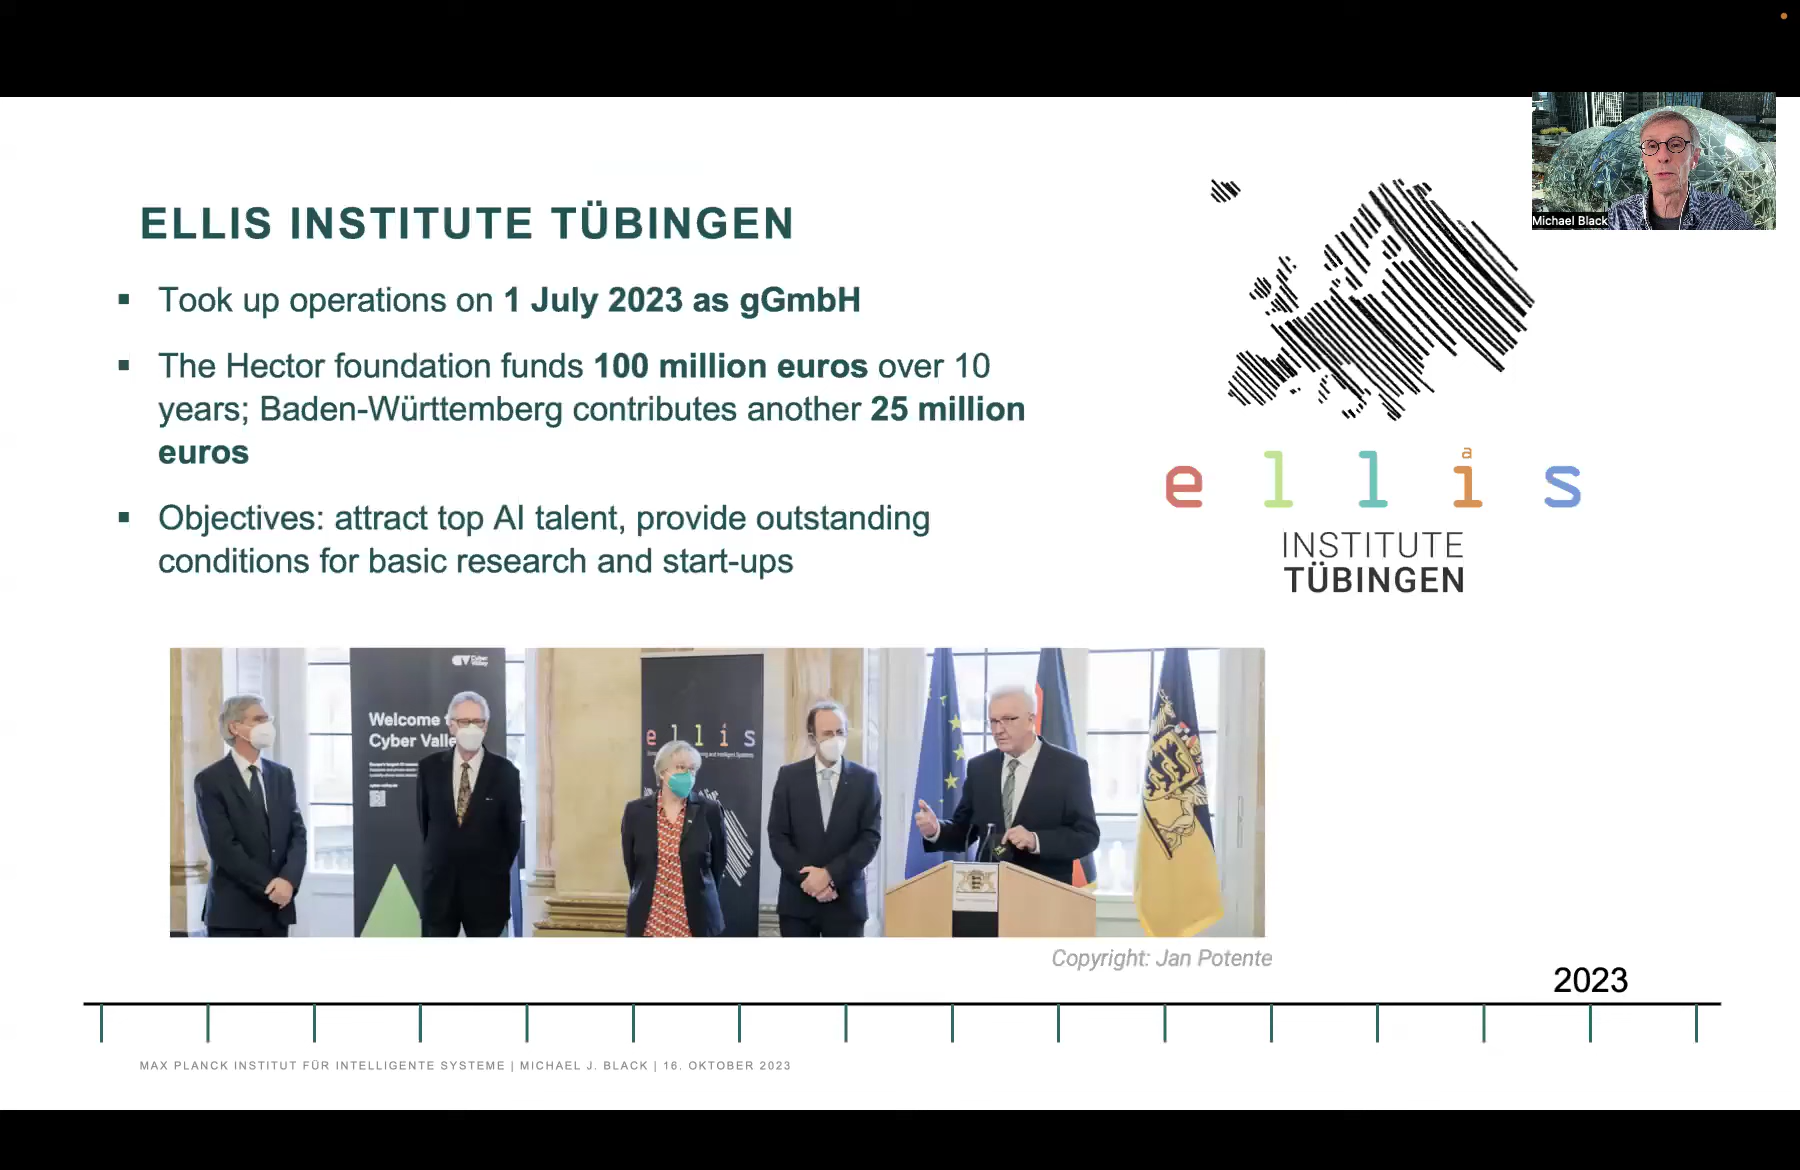 Michael Black
ELLIS INSTITUTE TÜBINGEN
▪ Took up operations on 1 July 2023 as gGmbH
▪ The Hector foundation funds 100 million euros over 10
years; Baden-Württemberg contributes another 25 million
euros
▪ Objectives: attract top AI talent, provide outstanding
conditions for basic research and start-ups
a
e l l i s
INSTITUTE
TÜBINGEN
Cyber
Valley
Welcome
Cyber Valle
e l l i s
Copyright: Jan Potente
2023
MAX PLANCK INSTITUT FÜR INTELLIGENTE SYSTEME | MICHAEL J. BLACK | 16. OKTOBER 2023